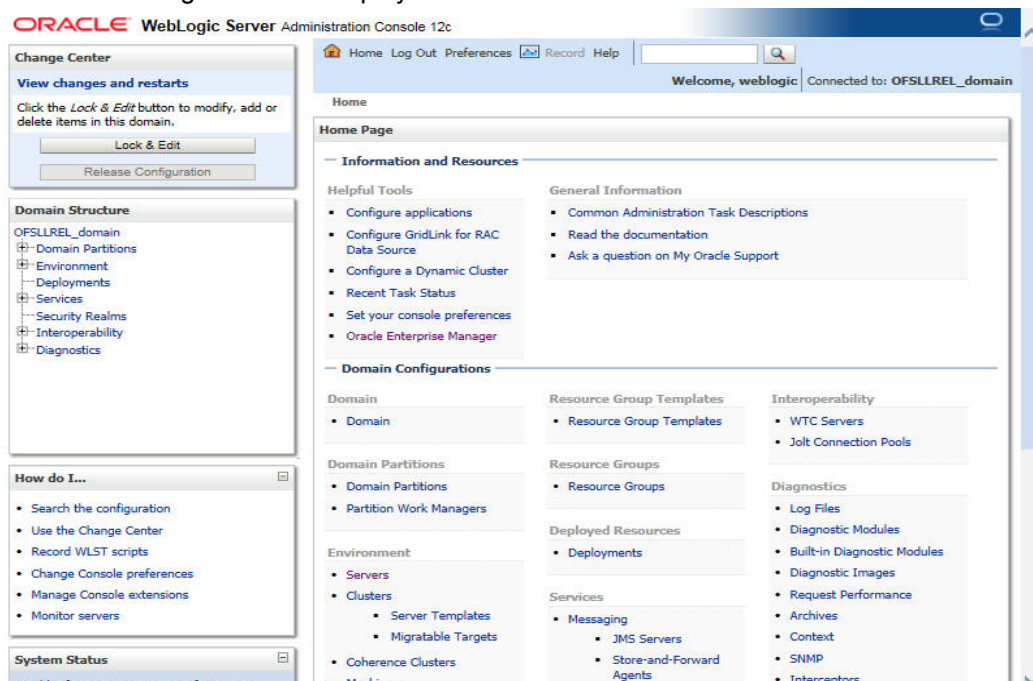 ORACLE WebLogic Server Administration Console 12c
Change Center
View changes and restarts
Click the Lock & Edit button to modify, add or
delete items in this domain.
Lock & Edit
Release Configuration
Domain Structure
OFSLLREL_domain
Domain Partitions
Environment
Deployments
Services
Security Realms
Interoperability
Diagnostics
How do I...
Search the configuration
Use the Change Center
Record WLST scripts
Change Console preferences
Manage Console extensions
Monitor servers
System Status
Home Log Out Preferences Record Help
Welcome, weblogic Connected to: OFSLLREL_domain
Home
Home Page
Information and Resources
Helpful Tools
Configure applications
Configure GridLink for RAC
Data Source
Configure a Dynamic Cluster
Recent Task Status
Set your console preferences
Oracle Enterprise Manager
General Information
Common Administration Task Descriptions
Read the documentation
Ask a question on My Oracle Support
Domain Configurations
Domain
Domain
Domain Partitions
Domain Partitions
Partition Work Managers
Environment
Servers
Clusters
Server Templates
Migratable Targets
Coherence Clusters
Resource Group Templates
Resource Group Templates
Resource Groups
Resource Groups
Deployed Resources
Deployments
Services
Messaging
JMS Servers
Store-and-Forward
Agents
Interoperability
WTC Servers
Jolt Connection Pools
Diagnostics
Log Files
Diagnostic Modules
Built-in Diagnostic Modules
Diagnostic Images
Request Performance
Archives
Context
SNMP
Interceptors